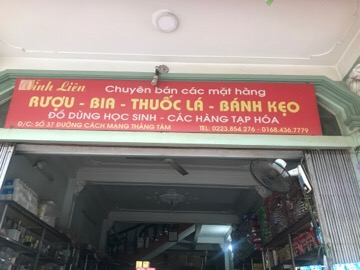 Vinh Liên
Chuyên bán các mặt hàng
RƯỢU - BIA - THUỐC LÁ - BÁNH KẸO
ĐỒ DÙNG HỌC SINH - CÁC HÀNG TẠP HÓA
Đ/C: SỐ 37 ĐƯỜNG CÁCH MẠNG THÁNG TÁM
TEL: 0223.854.276 - 0168.436.7779